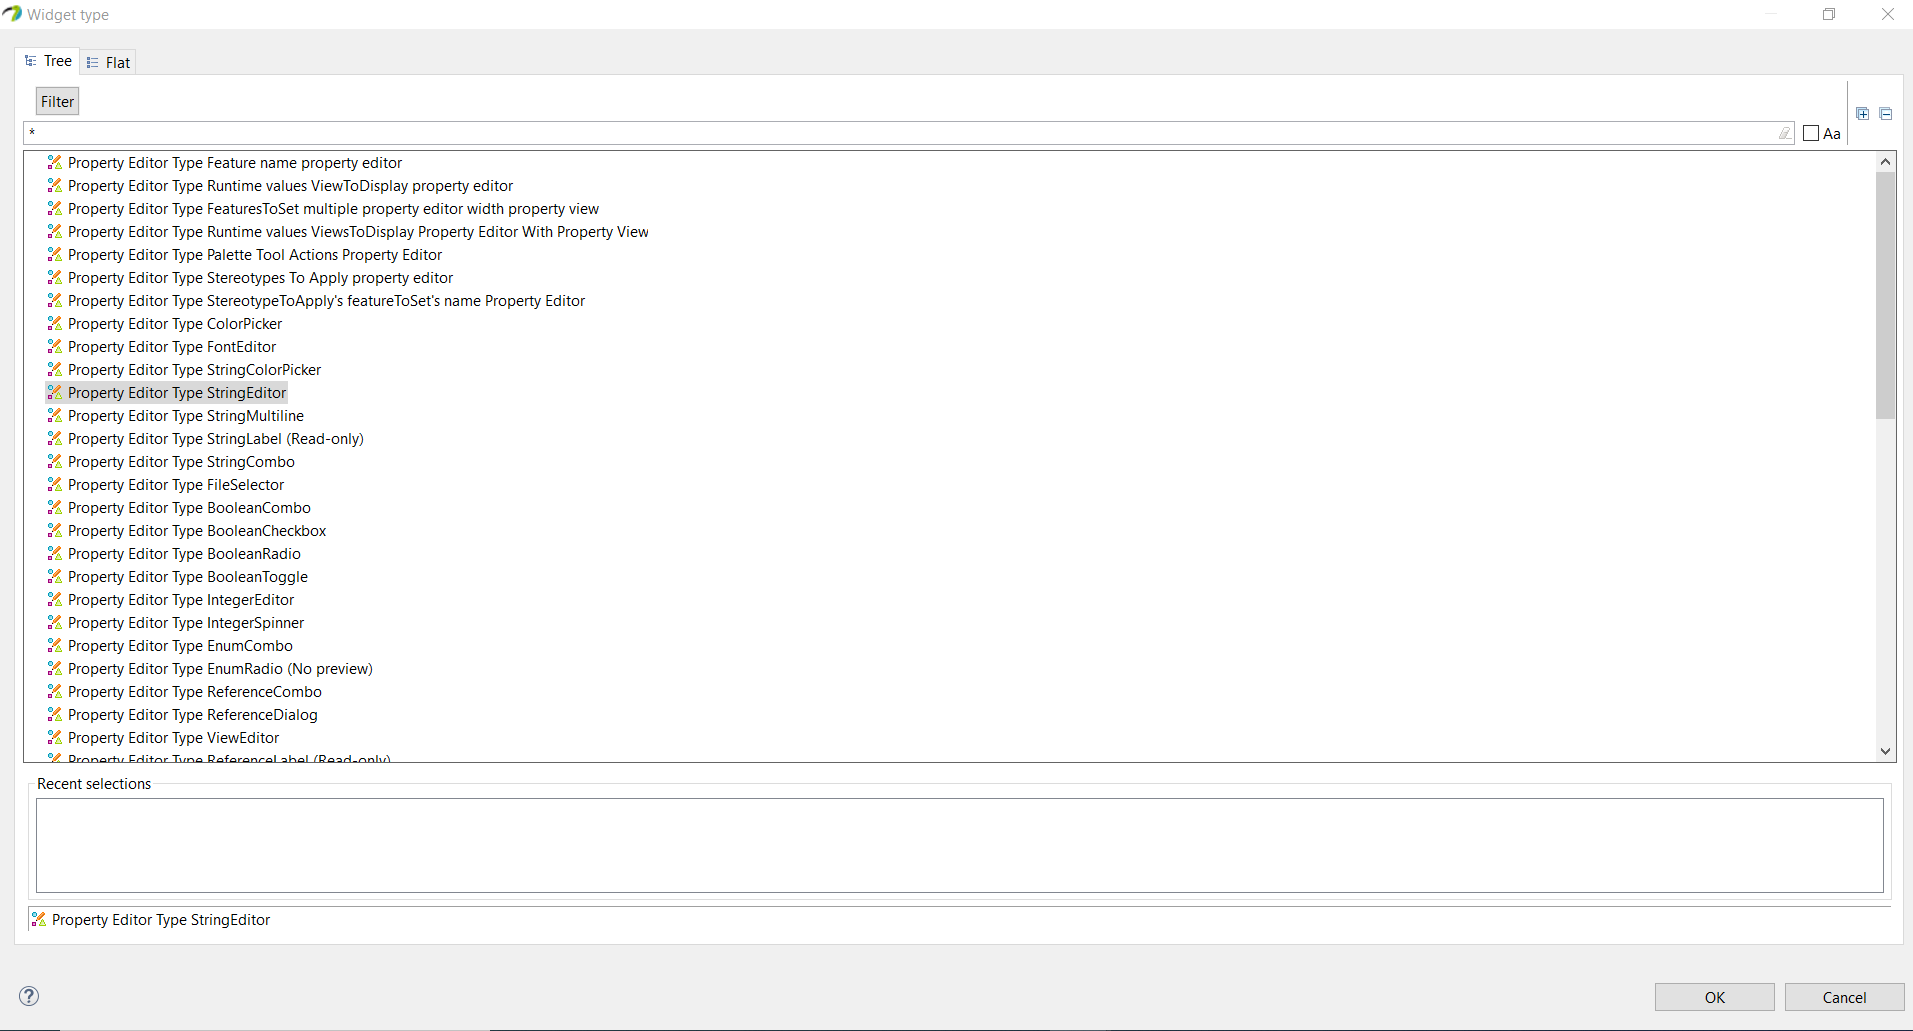 Widget type
Tree
Flat
Filter
*
Aa
Property Editor Type Feature name property editor
Property Editor Type Runtime values ViewToDisplay property editor
Property Editor Type FeaturesToSet multiple property editor width property view
Property Editor Type Runtime values ViewsToDisplay Property Editor With Property View
Property Editor Type Palette Tool Actions Property Editor
Property Editor Type Stereotypes To Apply property editor
Property Editor Type StereotypeToApply's featureToSet's name Property Editor
Property Editor Type ColorPicker
Property Editor Type FontEditor
Property Editor Type StringColorPicker
Property Editor Type StringEditor
Property Editor Type StringMultiline
Property Editor Type StringLabel (Read-only)
Property Editor Type StringCombo
Property Editor Type FileSelector
Property Editor Type BooleanCombo
Property Editor Type BooleanCheckbox
Property Editor Type BooleanRadio
Property Editor Type BooleanToggle
Property Editor Type IntegerEditor
Property Editor Type IntegerSpinner
Property Editor Type EnumCombo
Property Editor Type EnumRadio (No preview)
Property Editor Type ReferenceCombo
Property Editor Type ReferenceDialog
Property Editor Type ViewEditor
Property Editor Type ReferenceLabel (Read-only)
Recent selections
Property Editor Type StringEditor
?
OK
Cancel